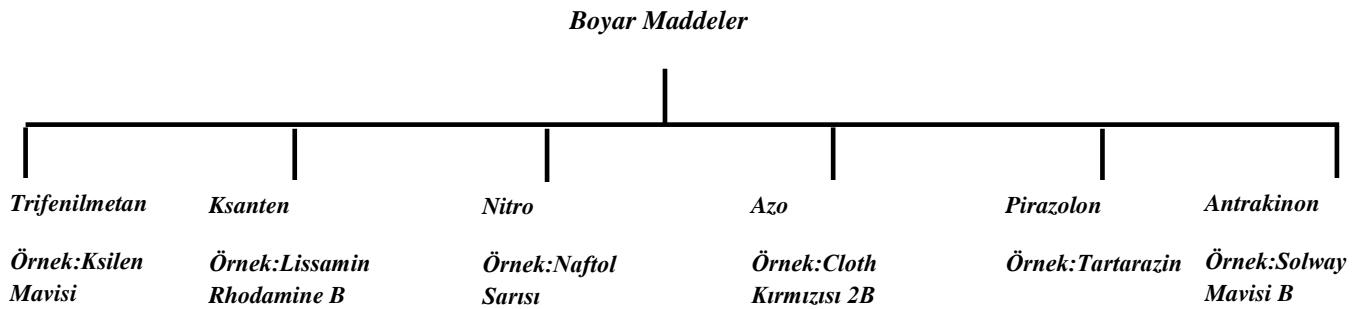 Boyar Maddeler
Trifenilmetan
Örnek:Ksilen
Mavisi
Ksanten
Örnek:Lissamin
Rhodamine B
Nitro
Örnek:Naftol
Sarısı
Azo
Örnek:Cloth
Kırmızısı 2B
Pirazolon
Örnek:Tartarazin
Antrakinon
Örnek:Solway
Mavisi B